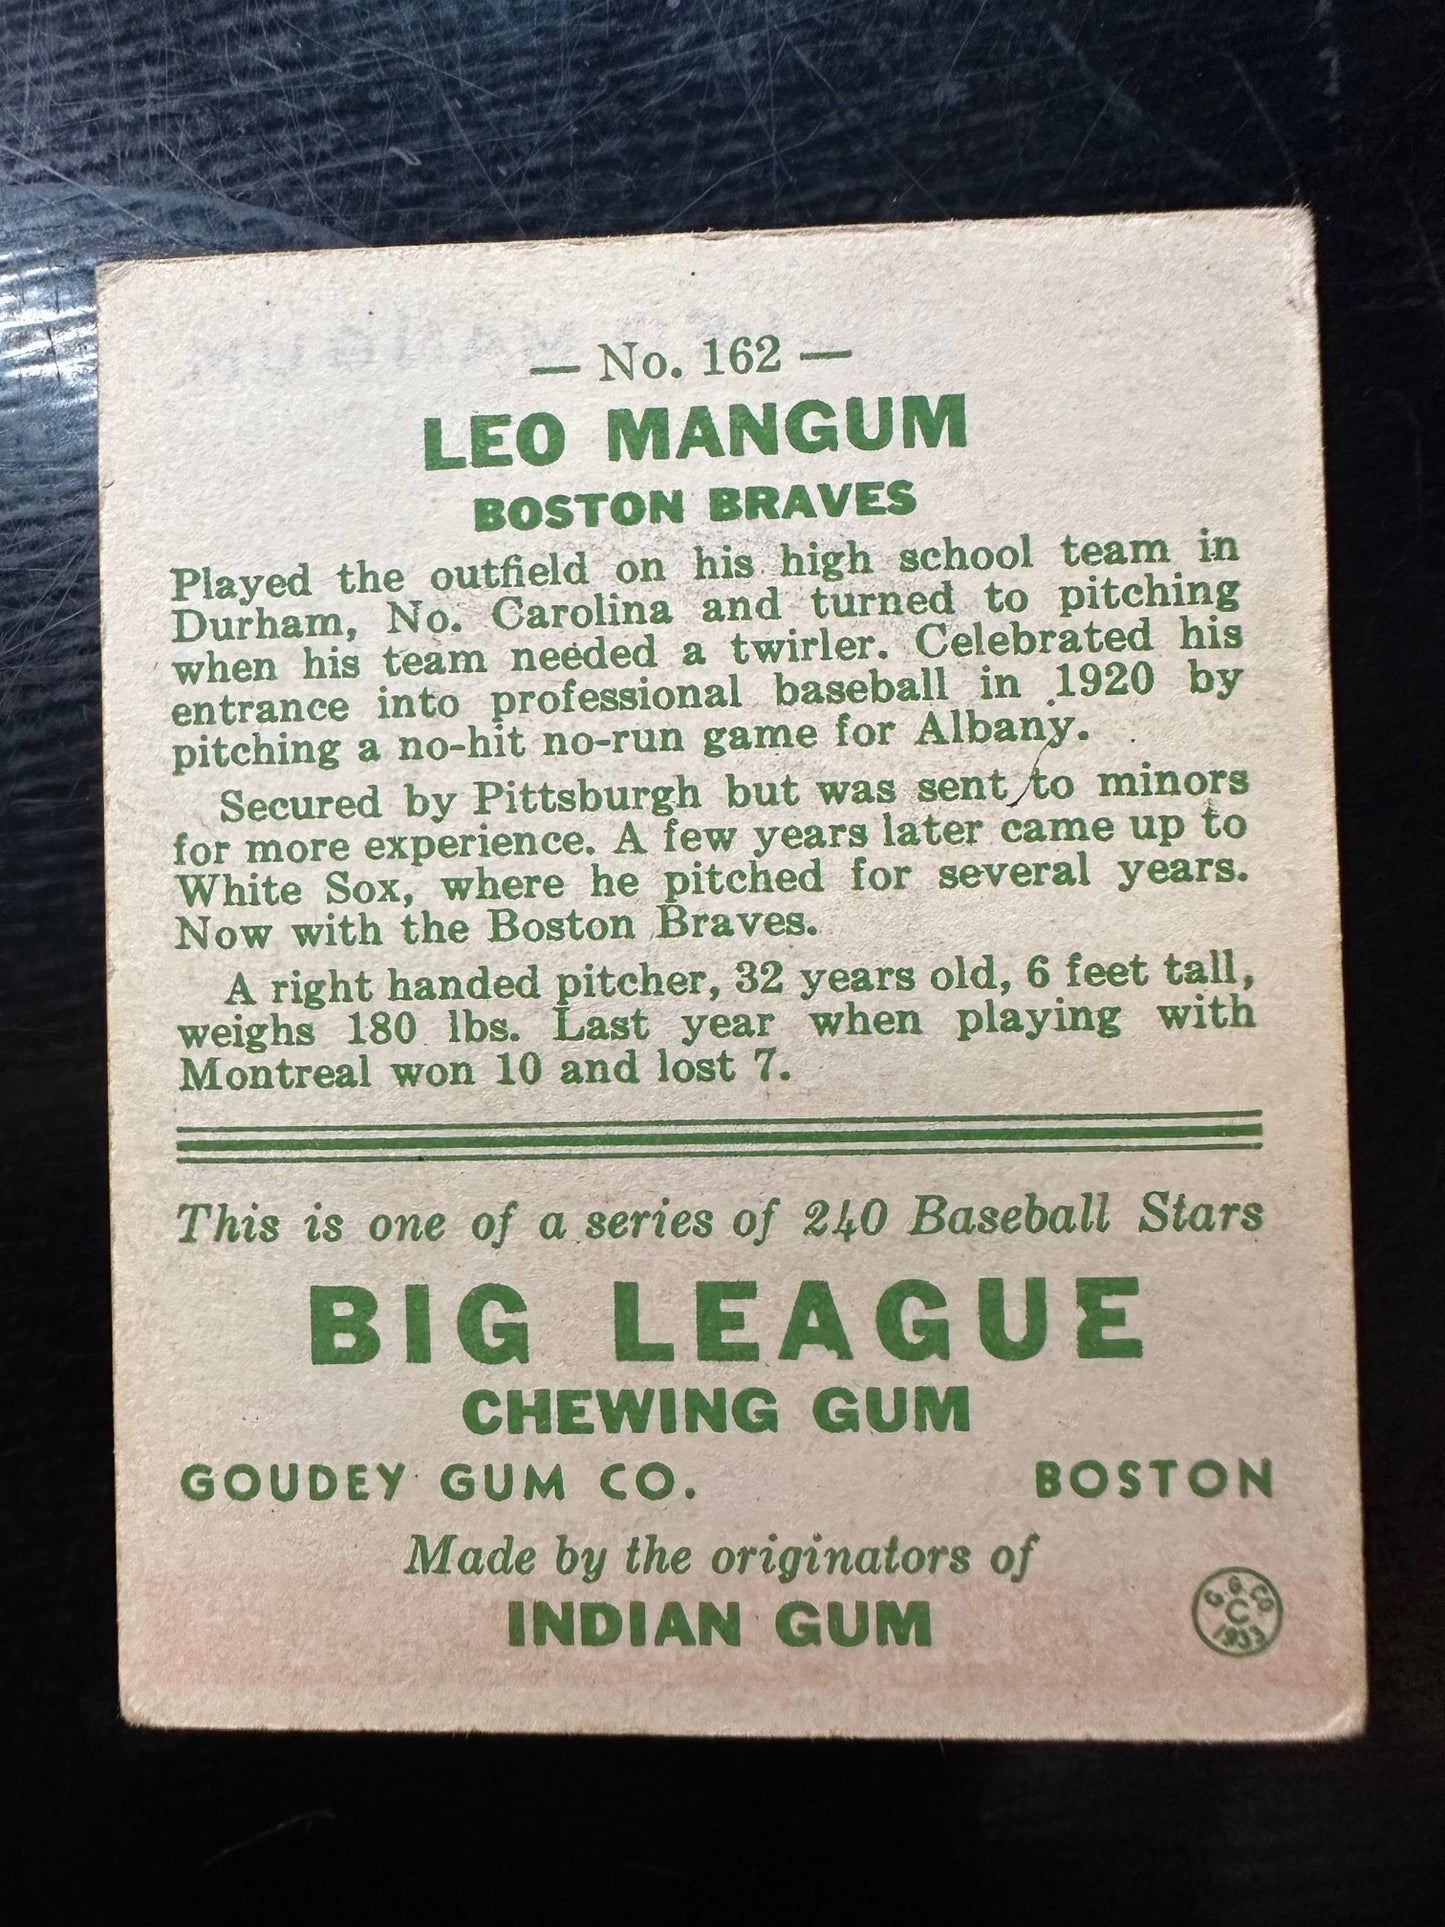 — No. 162 —
LEO MANGUM
BOSTON BRAVES
Played the outfield on his high school team in
Durham, No. Carolina and turned to pitching
when his team needed a twirler. Celebrated his
entrance into professional baseball in 1920 by
pitching a no-hit no-run game for Albany.
Secured by Pittsburgh but was sent to minors
for more experience. A few years later came up to
White Sox, where he pitched for several years.
Now with the Boston Braves.
A right handed pitcher, 32 years old, 6 feet tall,
weighs 180 lbs. Last year when playing with
Montreal won 10 and lost 7.
This is one of a series of 240 Baseball Stars
BIG LEAGUE
CHEWING GUM
GOUDEY GUM CO. BOSTON
Made by the originators of
INDIAN GUM
G. G. CO
C
1933